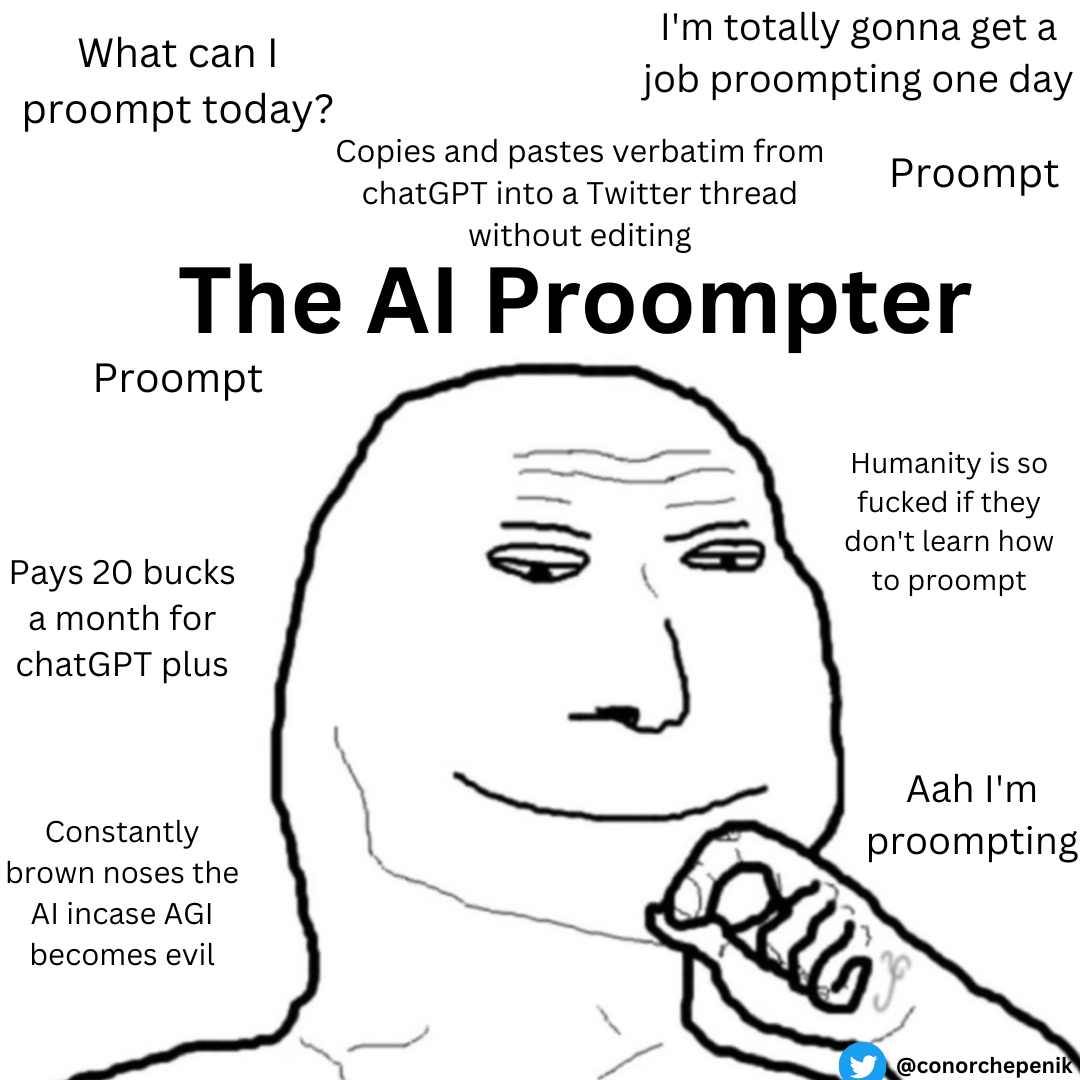 What can I
proompt today?
I'm totally gonna get a
job proompting one day
Copies and pastes verbatim from
chatGPT into a Twitter thread
without editing
Proompt
The AI Proompter
Proompt
Humanity is so
fucked if they
don't learn how
to proompt
Pays 20 bucks
a month for
chatGPT plus
Aah I'm
proompting
Constantly
brown noses the
AI incase AGI
becomes evil
@conorchepenik